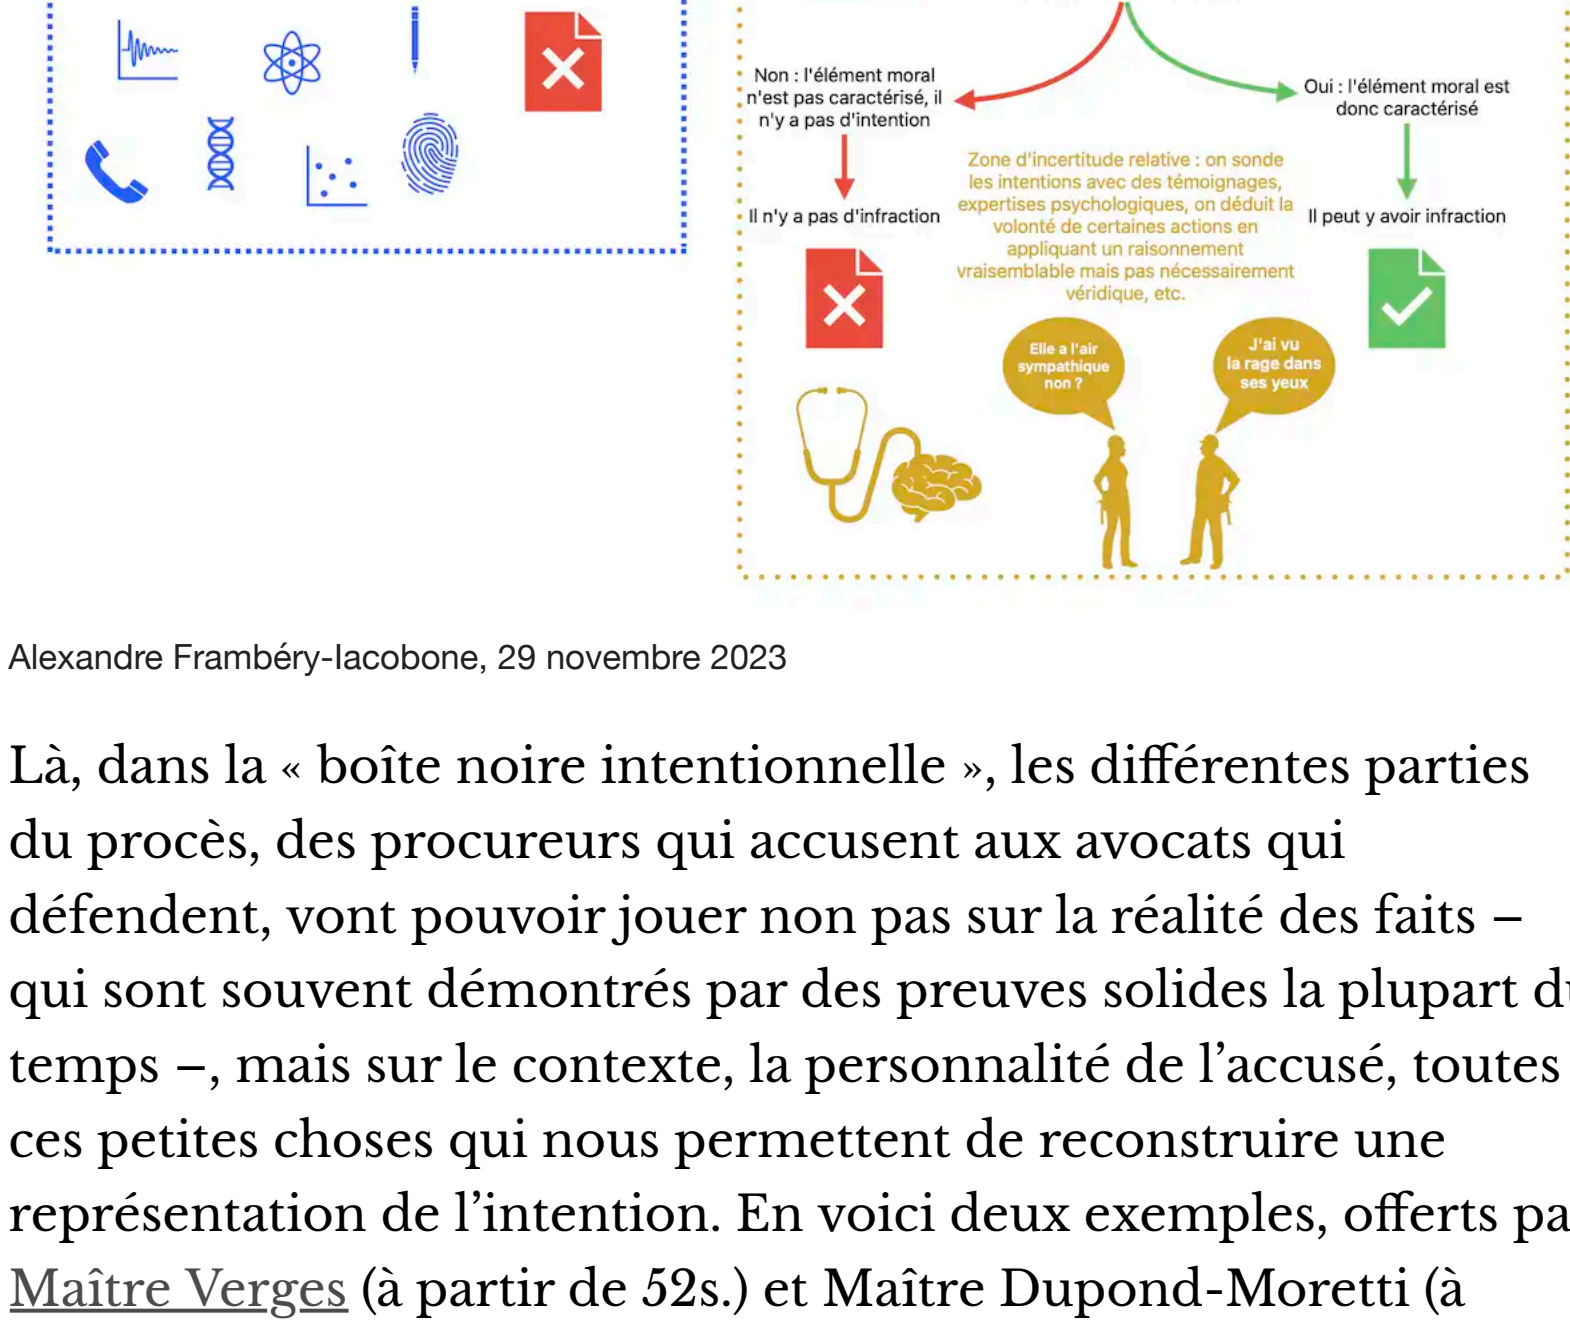 Non : l'élément moral
n'est pas caractérisé, il
n'y a pas d'intention
Oui : l'élément moral est
donc caractérisé
Zone d'incertitude relative : on sonde
les intentions avec des témoignages,
expertises psychologiques, on déduit la
volonté de certaines actions en
appliquant un raisonnement
vraisemblable mais pas nécessairement
véridique, etc.
Il n'y a pas d'infraction
Il peut y avoir infraction
Elle a l'air
sympathique
non ?
J'ai vu
la rage dans
ses yeux
Alexandre Frambéry-Iacobone, 29 novembre 2023
Là, dans la « boîte noire intentionnelle », les différentes parties
du procès, des procureurs qui accusent aux avocats qui
défendent, vont pouvoir jouer non pas sur la réalité des faits –
qui sont souvent démontrés par des preuves solides la plupart du
temps –, mais sur le contexte, la personnalité de l’accusé, toutes
ces petites choses qui nous permettent de reconstruire une
représentation de l’intention. En voici deux exemples, offerts pa
Maître Verges (à partir de 52s.) et Maître Dupond-Moretti (à